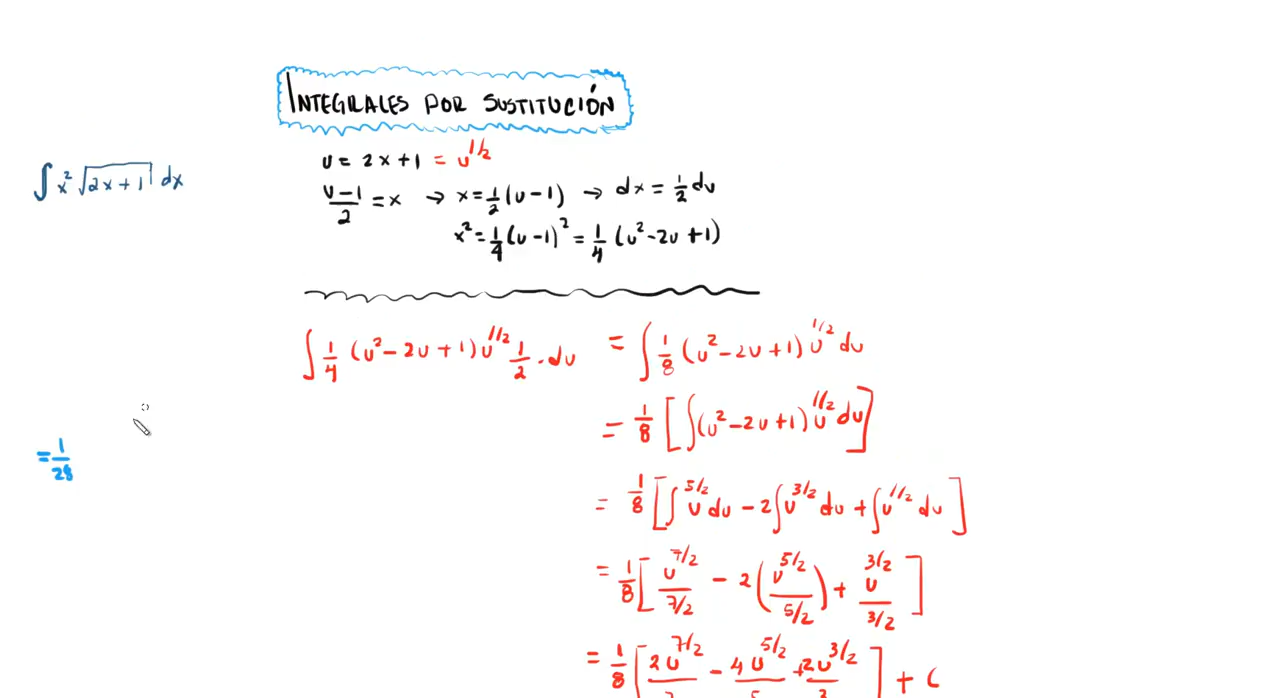 INTEGRALES POR SUSTITUCIÓN
∫ x² √(2x+1) dx
u = 2x+1 = u^(1/2)
(u-1)/2 = x → x = 1/2 (u-1) → dx = 1/2 du
x² = 1/4 (u-1)² = 1/4 (u² - 2u + 1)
∫ 1/4 (u² - 2u + 1) u^(1/2) 1/2 · du = ∫ 1/8 (u² - 2u + 1) u^(1/2) du
= 1/8 [∫(u² - 2u + 1) u^(1/2) du]
= 1/28
= 1/8 [∫ u^(5/2) du - 2∫ u^(3/2) du + ∫ u^(1/2) du]
= 1/8 [u^(7/2)/(7/2) - 2(u^(5/2)/(5/2)) + u^(3/2)/(3/2)]
= 1/8 [2u^(7/2) - 4u^(5/2) + 2u^(3/2)] + C